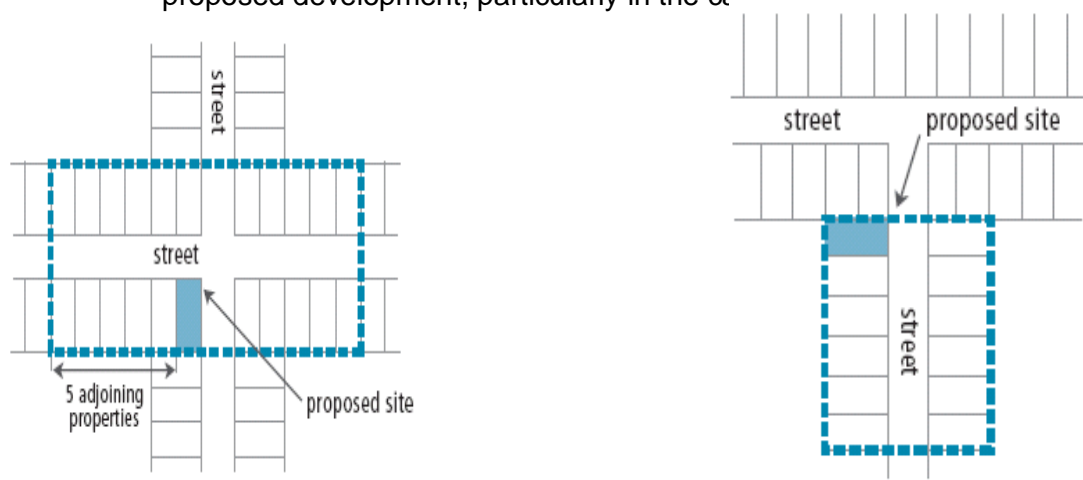 proposed development, particularly in the
street
street
5 adjoining
properties
proposed site
street
proposed site
street